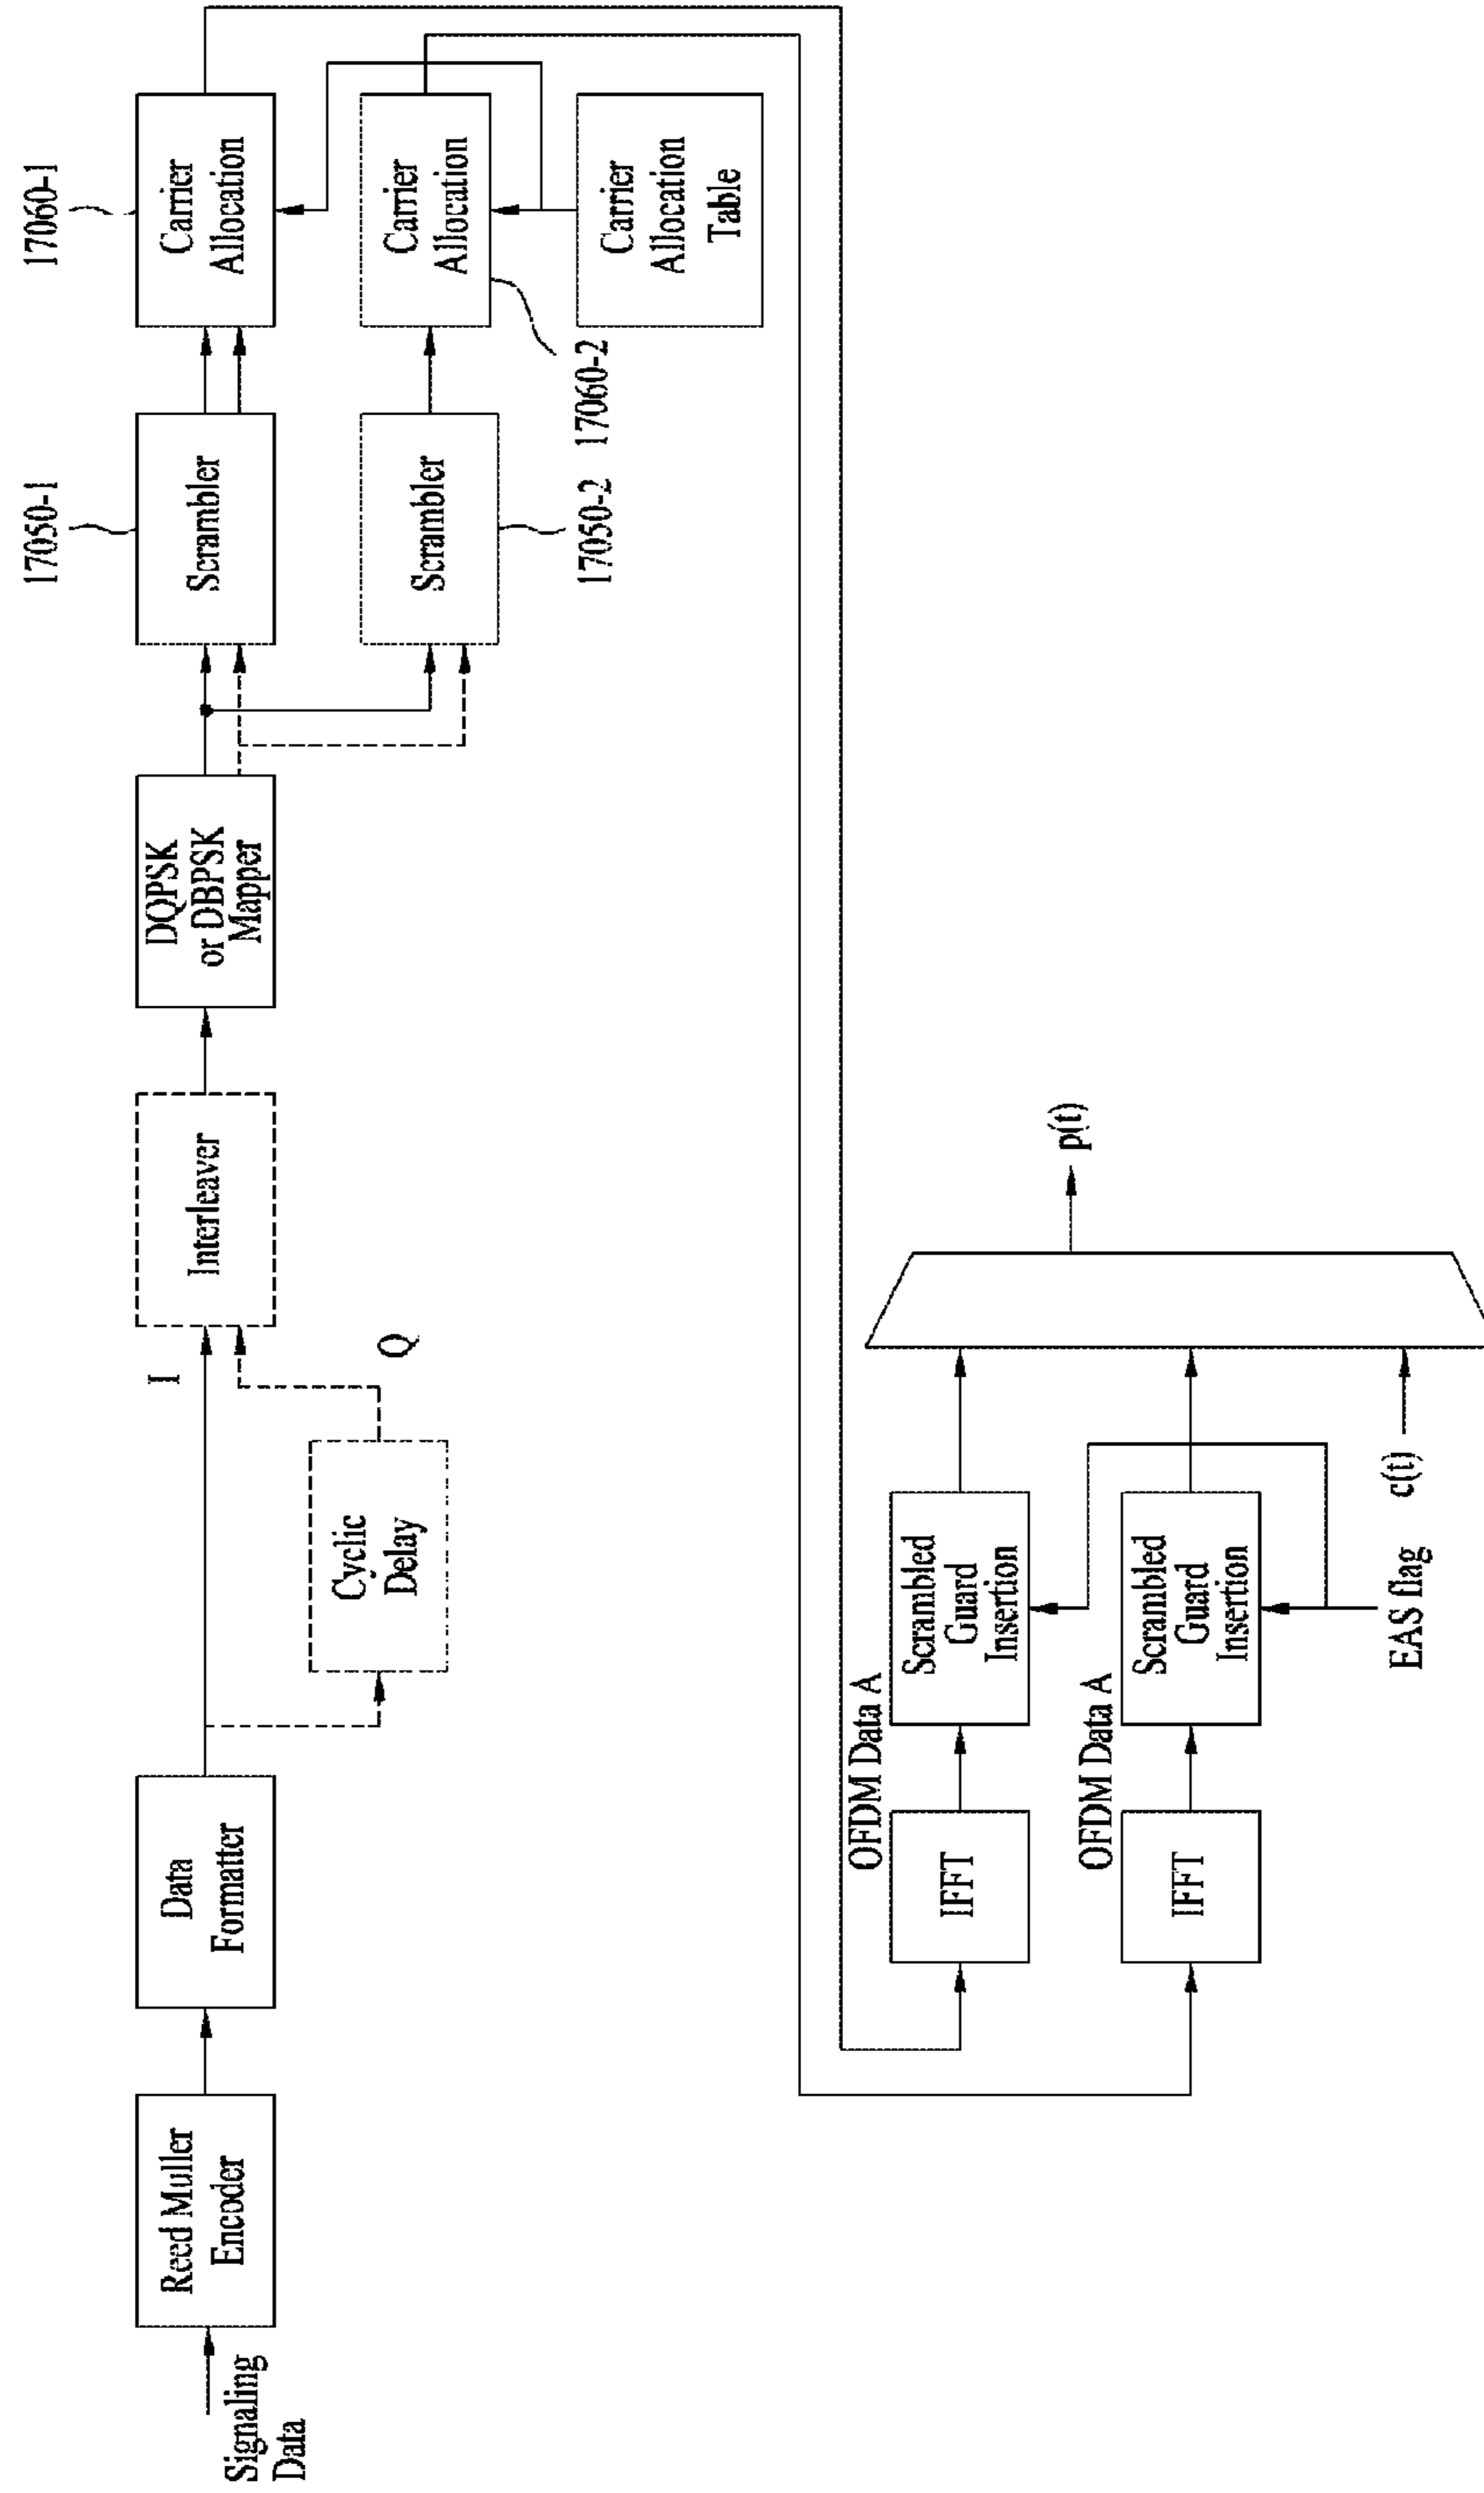 Signaling
Data
Reed Muller
Encoder
Data
Formatter
Cyclic
Delay
I
Q
Interleaver
DQPSK
or DBPSK
Mapper
17050-1
Scrambler
Scrambler
17050-2
17060-1
Carrier
Allocation
Carrier
Allocation
17060-2
Carrier
Allocation
Table
IFFT
OFDM Data A
Scrambled
Guard
Insertion
IFFT
OFDM Data A
Scrambled
Guard
Insertion
EAS flag
c(t)
p(t)